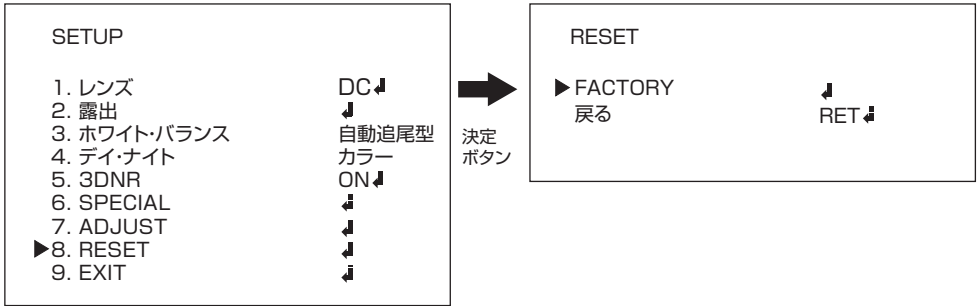 SETUP
1. レンズ DC↲
2. 露出 ↲
3. ホワイト・バランス 自動追尾型
4. デイ・ナイト カラー
5. 3DNR ON↲
6. SPECIAL ↲
7. ADJUST ↲
▶8. RESET ↲
9. EXIT ↲
決定
ボタン
RESET
▶FACTORY ↲
戻る RET↲